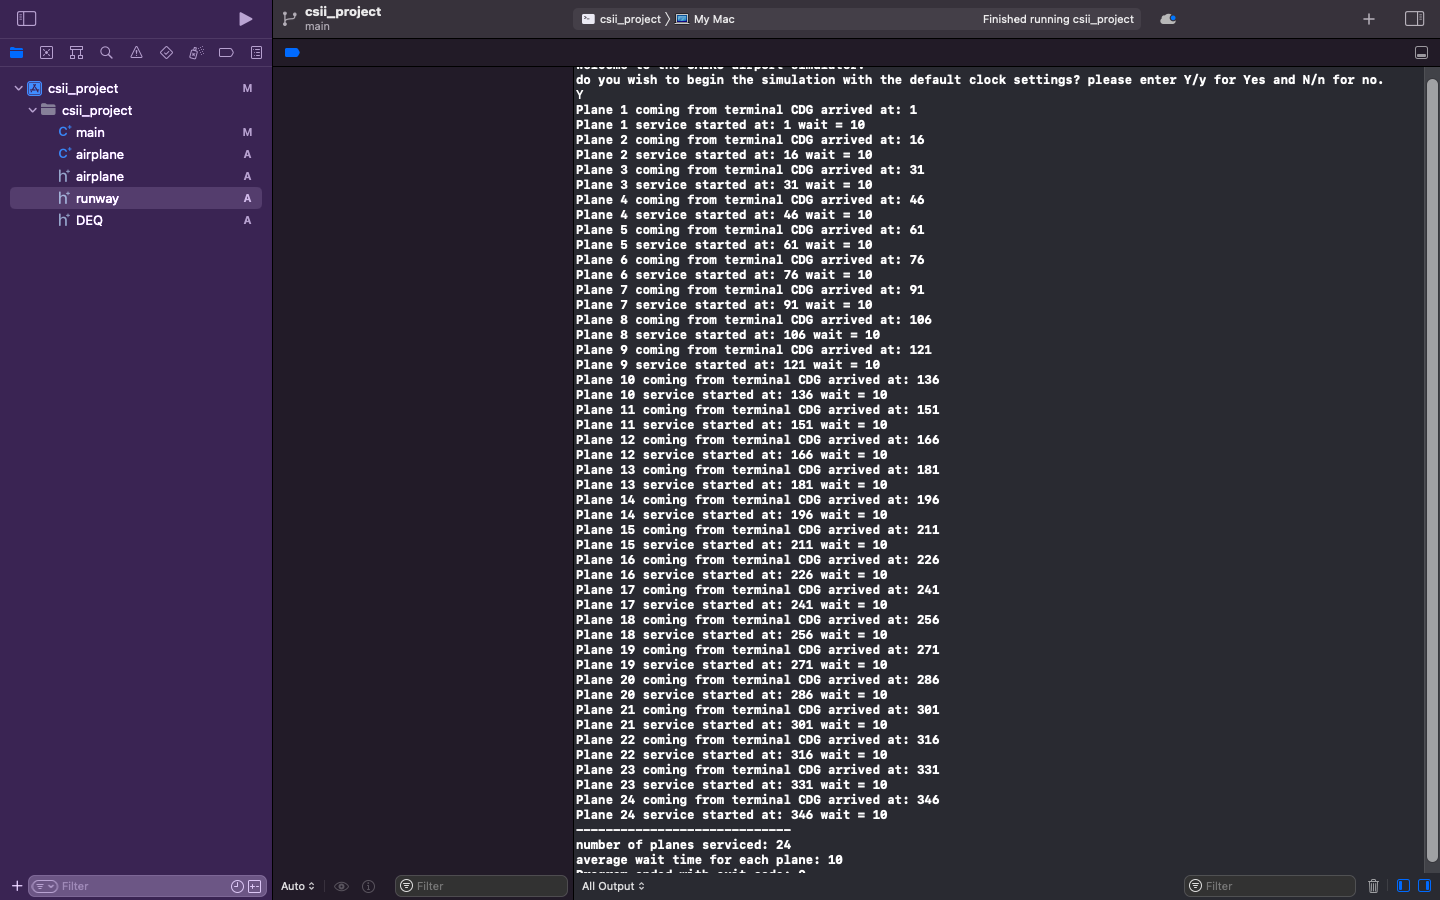 csii_project
main
csii_project
My Mac
Finished running csii_project
csii_project
M
csii_project
main
M
airplane
A
airplane
A
runway
A
DEQ
A
Welcome to the
airport simulator.
do you wish to begin the simulation with the default clock settings? please enter Y/y for Yes and N/n for no.
Y
Plane 1 coming from terminal CDG arrived at: 1
Plane 1 service started at: 1 wait = 10
Plane 2 coming from terminal CDG arrived at: 16
Plane 2 service started at: 16 wait = 10
Plane 3 coming from terminal CDG arrived at: 31
Plane 3 service started at: 31 wait = 10
Plane 4 coming from terminal CDG arrived at: 46
Plane 4 service started at: 46 wait = 10
Plane 5 coming from terminal CDG arrived at: 61
Plane 5 service started at: 61 wait = 10
Plane 6 coming from terminal CDG arrived at: 76
Plane 6 service started at: 76 wait = 10
Plane 7 coming from terminal CDG arrived at: 91
Plane 7 service started at: 91 wait = 10
Plane 8 coming from terminal CDG arrived at: 106
Plane 8 service started at: 106 wait = 10
Plane 9 coming from terminal CDG arrived at: 121
Plane 9 service started at: 121 wait = 10
Plane 10 coming from terminal CDG arrived at: 136
Plane 10 service started at: 136 wait = 10
Plane 11 coming from terminal CDG arrived at: 151
Plane 11 service started at: 151 wait = 10
Plane 12 coming from terminal CDG arrived at: 166
Plane 12 service started at: 166 wait = 10
Plane 13 coming from terminal CDG arrived at: 181
Plane 13 service started at: 181 wait = 10
Plane 14 coming from terminal CDG arrived at: 196
Plane 14 service started at: 196 wait = 10
Plane 15 coming from terminal CDG arrived at: 211
Plane 15 service started at: 211 wait = 10
Plane 16 coming from terminal CDG arrived at: 226
Plane 16 service started at: 226 wait = 10
Plane 17 coming from terminal CDG arrived at: 241
Plane 17 service started at: 241 wait = 10
Plane 18 coming from terminal CDG arrived at: 256
Plane 18 service started at: 256 wait = 10
Plane 19 coming from terminal CDG arrived at: 271
Plane 19 service started at: 271 wait = 10
Plane 20 coming from terminal CDG arrived at: 286
Plane 20 service started at: 286 wait = 10
Plane 21 coming from terminal CDG arrived at: 301
Plane 21 service started at: 301 wait = 10
Plane 22 coming from terminal CDG arrived at: 316
Plane 22 service started at: 316 wait = 10
Plane 23 coming from terminal CDG arrived at: 331
Plane 23 service started at: 331 wait = 10
Plane 24 coming from terminal CDG arrived at: 346
Plane 24 service started at: 346 wait = 10
-----------------------------
number of planes serviced: 24
average wait time for each plane: 10
Program ended with exit code: 0
Filter
Auto
Filter
All Output
Filter